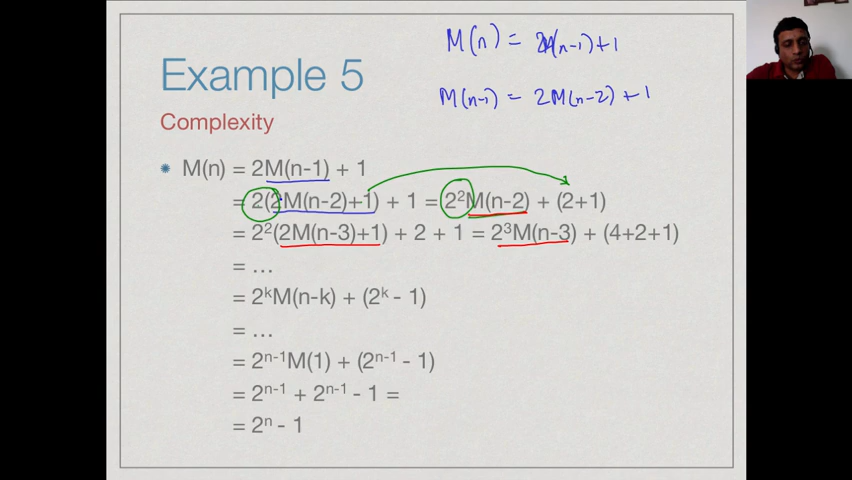 M(n) = 2M(n-1)+1
Example 5
M(n-1) = 2M(n-2) +1
Complexity
M(n) = 2M(n-1) + 1
= 2(2M(n-2)+1) + 1 = 2²M(n-2) + (2+1)
= 2²(2M(n-3)+1) + 2 + 1 = 2³M(n-3) + (4+2+1)
= ...
= 2ᵏM(n-k) + (2ᵏ - 1)
= ...
= 2ⁿ⁻¹M(1) + (2ⁿ⁻¹ - 1)
= 2ⁿ⁻¹ + 2ⁿ⁻¹ - 1 =
= 2ⁿ - 1